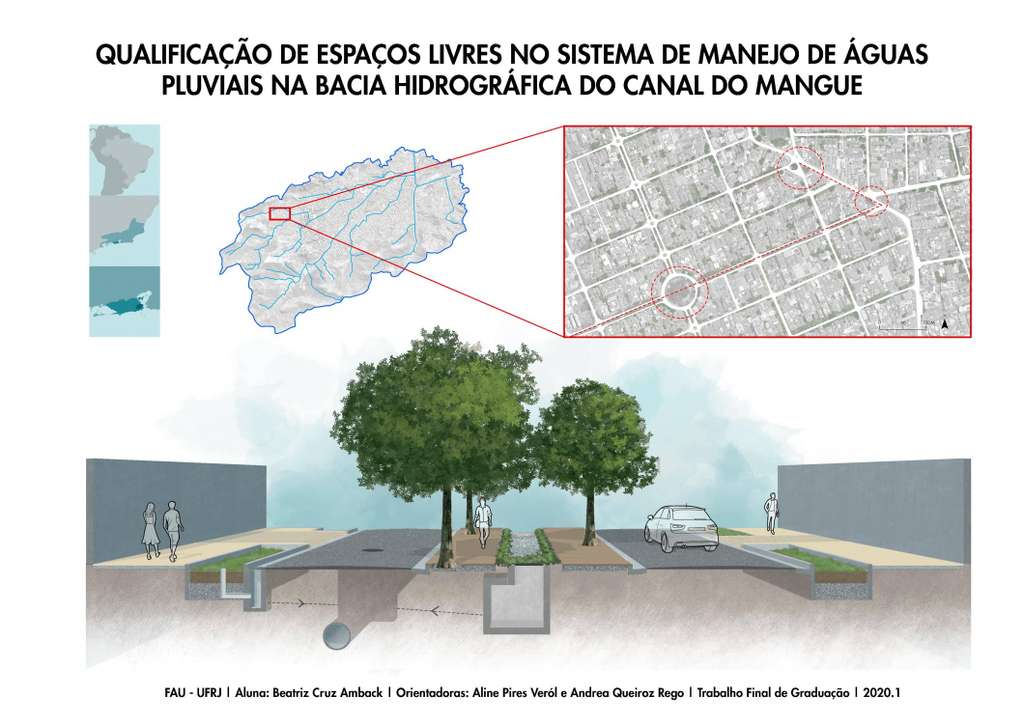 QUALIFICAÇÃO DE ESPAÇOS LIVRES NO SISTEMA DE MANEJO DE ÁGUAS
PLUVIAIS NA BACIA HIDROGRÁFICA DO CANAL DO MANGUE
FAU - UFRJ | Aluna: Beatriz Cruz Amback | Orientadoras: Aline Pires Veról e Andrea Queiroz Rego | Trabalho Final de Graduação | 2020.1